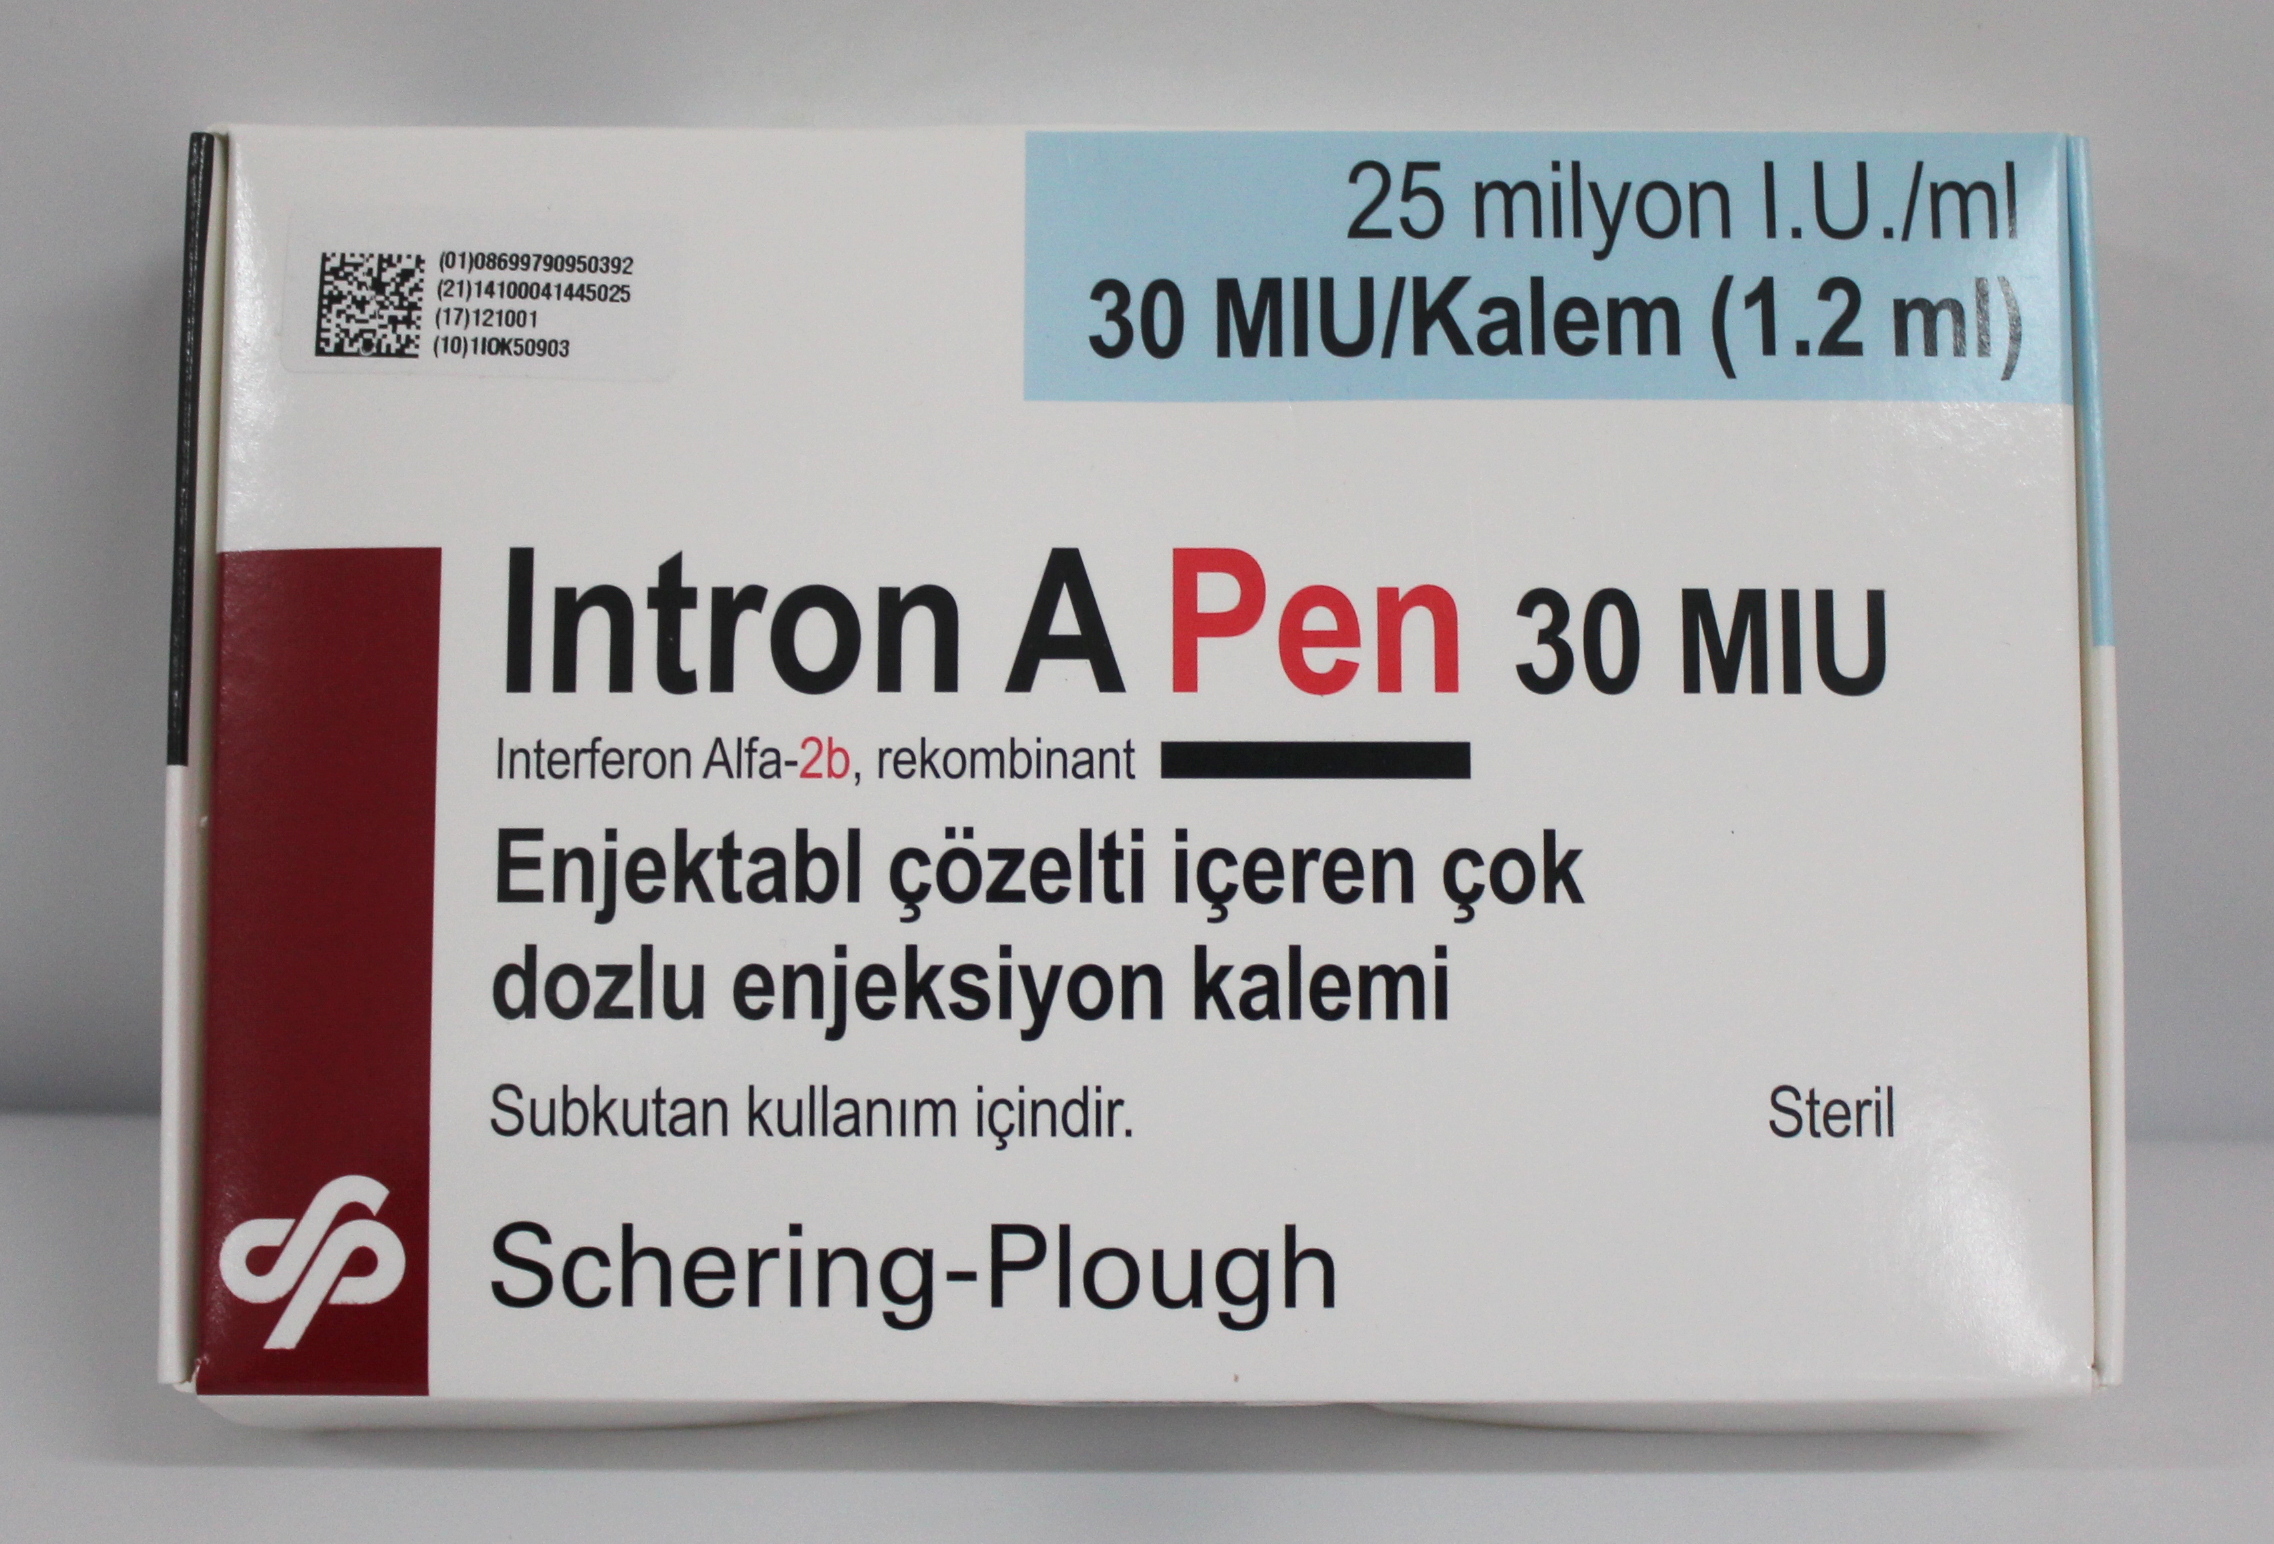 (01)08699790950392
(21)14100041445025
(17)121001
(10)1IOK50903
25 milyon I.U./ml
30 MIU/Kalem (1.2 ml)
Intron A Pen 30 MIU
Interferon Alfa-2b, rekombinant
Enjektabl çözelti içeren çok
dozlu enjeksiyon kalemi
Subkutan kullanım içindir.
Steril
Schering-Plough